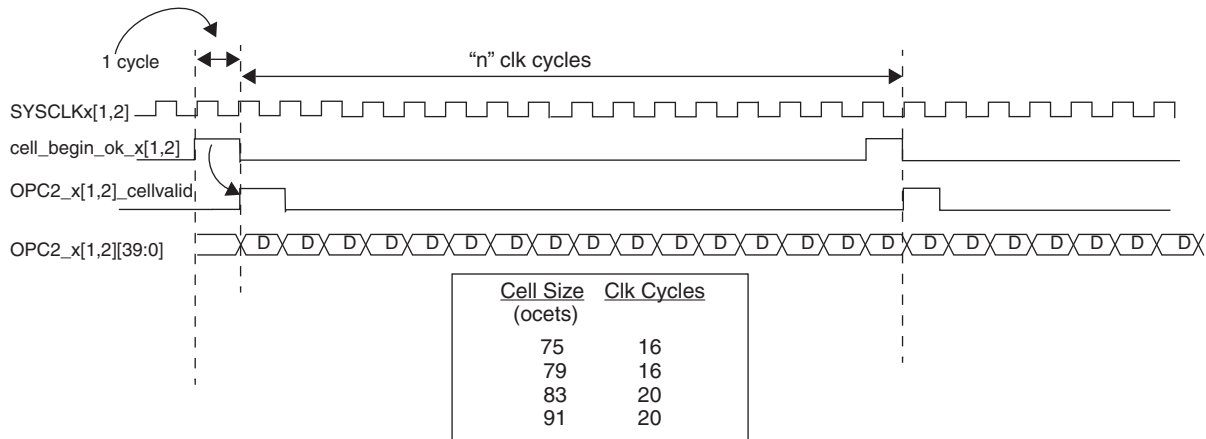 1 cycle
“n” clk cycles
SYSCLKx[1,2]
cell_begin_ok_x[1,2]
OPC2_x[1,2]_cellvalid
OPC2_x[1,2][39:0]
D D D D D D D D D D D D D D D D D D D D D D D
Cell Size Clk Cycles
(ocets)
75 16
79 16
83 20
91 20